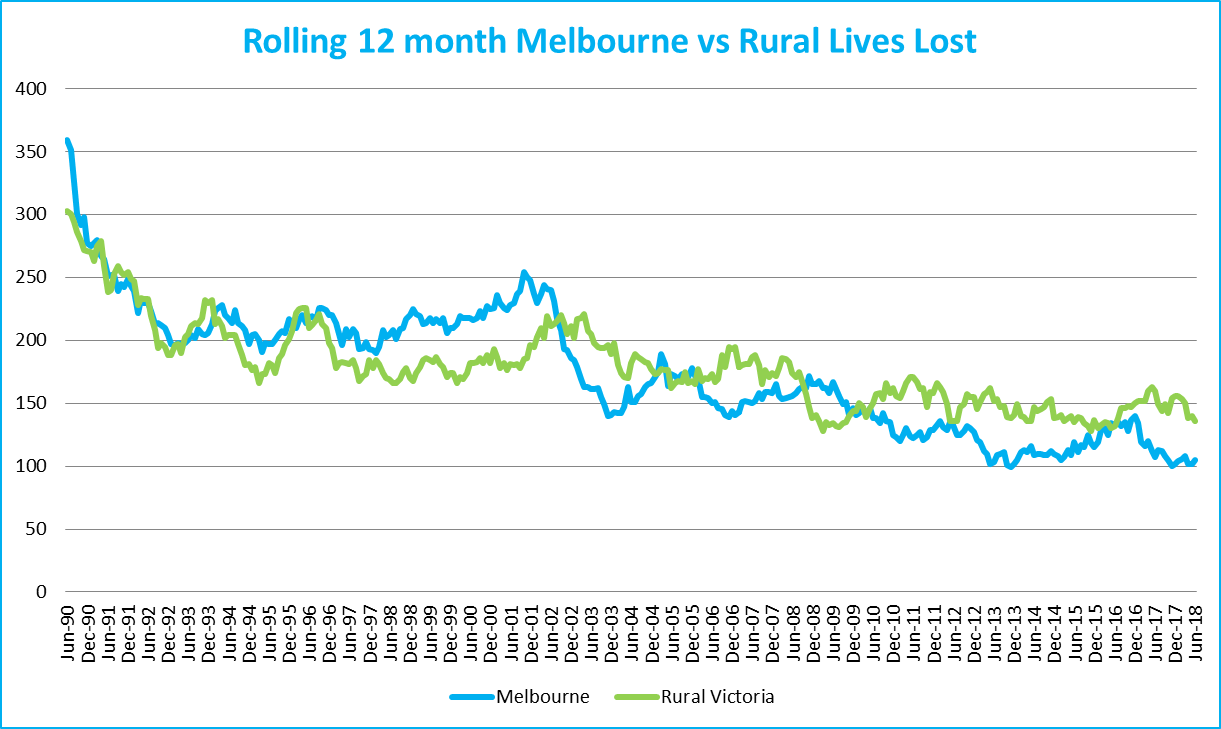 Rolling 12 month Melbourne vs Rural Lives Lost
400
350
300
250
200
150
100
50
0
Jun-90
Dec-90
Jun-91
Dec-91
Jun-92
Dec-92
Jun-93
Dec-93
Jun-94
Dec-94
Jun-95
Dec-95
Jun-96
Dec-96
Jun-97
Dec-97
Jun-98
Dec-98
Jun-99
Dec-99
Jun-00
Dec-00
Jun-01
Dec-01
Jun-02
Dec-02
Jun-03
Dec-03
Jun-04
Dec-04
Jun-05
Dec-05
Jun-06
Dec-06
Jun-07
Dec-07
Jun-08
Dec-08
Jun-09
Dec-09
Jun-10
Dec-10
Jun-11
Dec-11
Jun-12
Dec-12
Jun-13
Dec-13
Jun-14
Dec-14
Jun-15
Dec-15
Jun-16
Dec-16
Jun-17
Dec-17
Jun-18
Melbourne
Rural Victoria